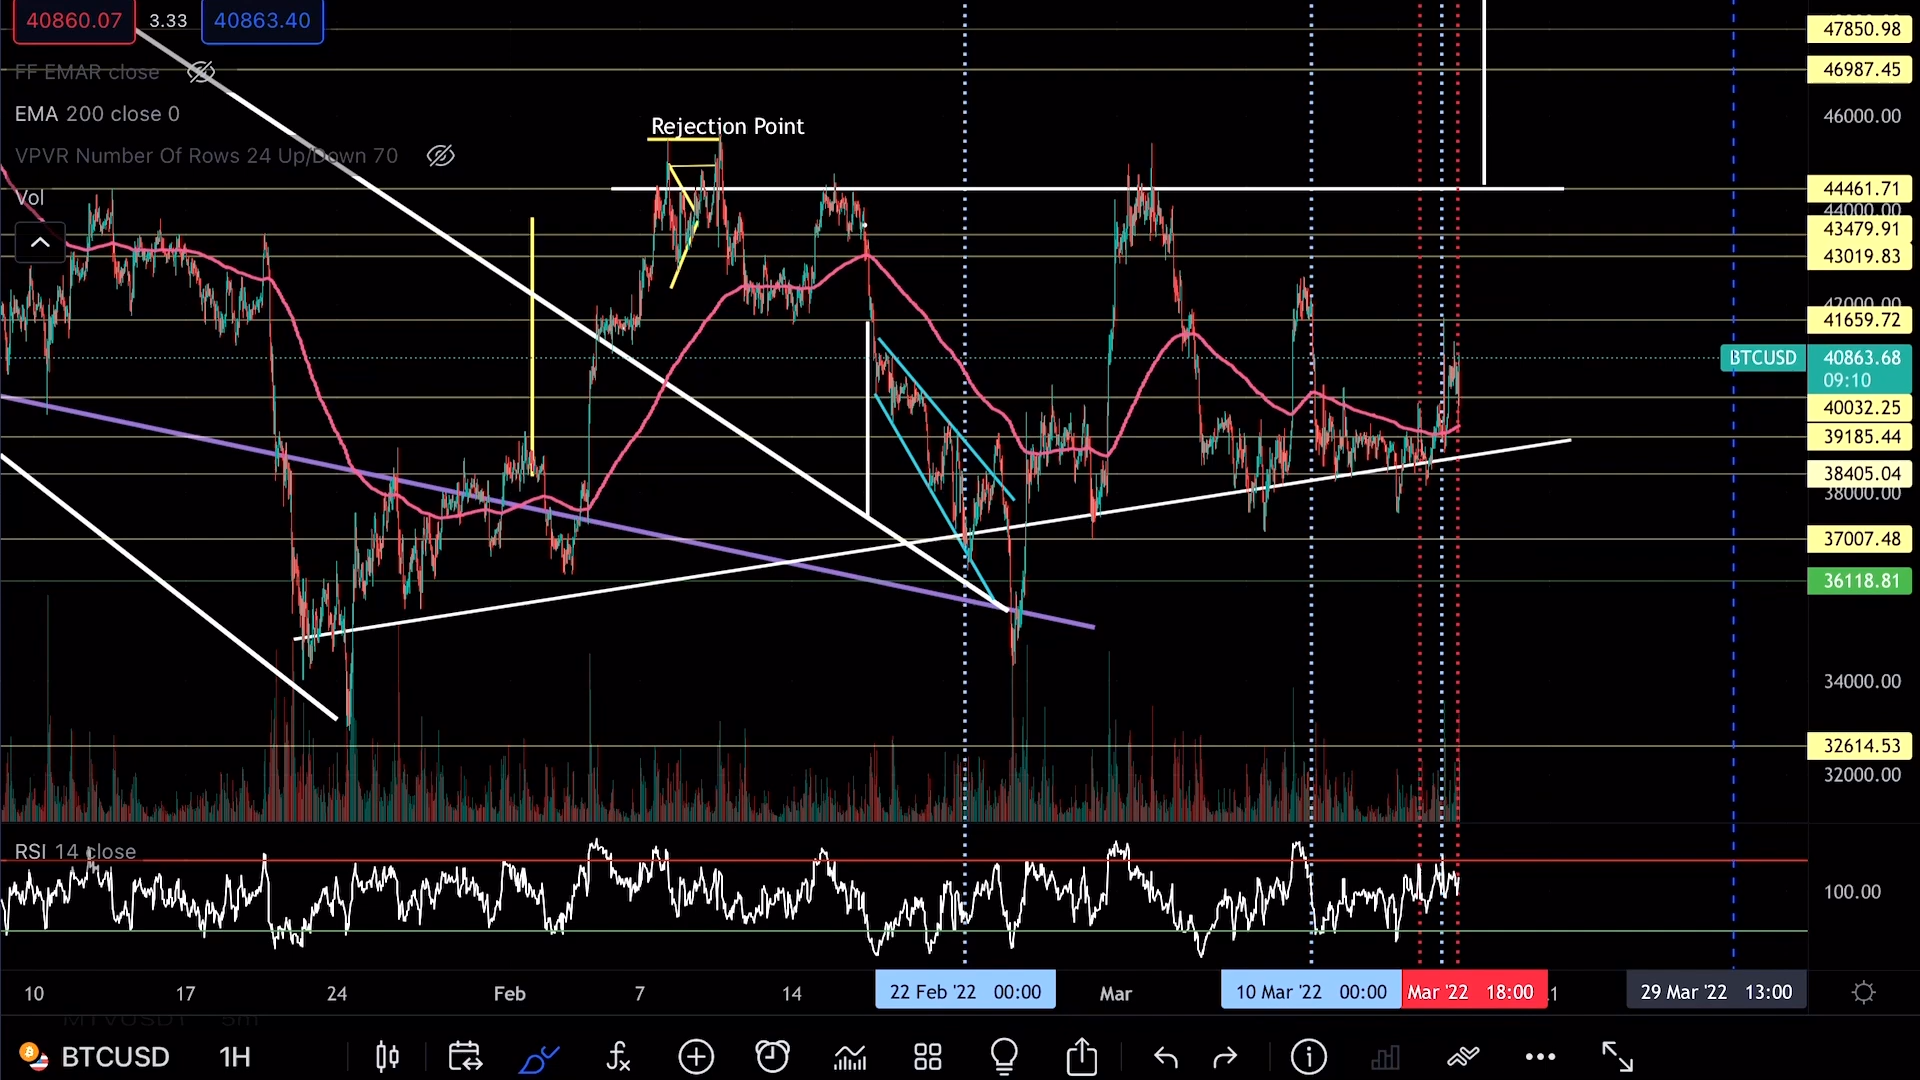 40860.07 3.33 40863.40
FF EMAR close
EMA 200 close 0
VPVR Number Of Rows 24 Up/Down 70
Vol
Rejection Point
47850.98
46987.45
46000.00
44461.71
44000.00
43479.91
43019.83
42000.00
41659.72
BTCUSD 40863.68
09:10
40032.25
39185.44
38405.04
38000.00
37007.48
36118.81
34000.00
32614.53
32000.00
RSI 14 close
100.00
10 17 24 Feb 7 14 22 Feb '22 00:00 Mar 10 Mar '22 00:00 Mar '22 18:00 29 Mar '22 13:00
BTCUSD 1H